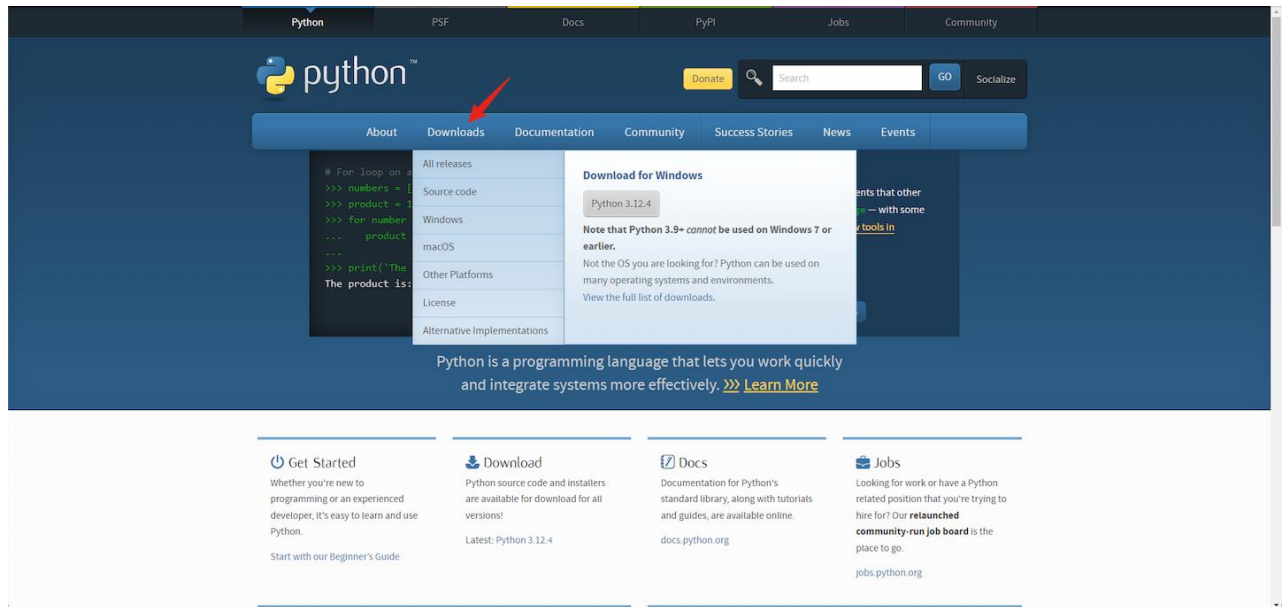 Python
PSF
Docs
PyPI
Jobs
Community
python™
Donate
Search
GO
Socialize
About
Downloads
Documentation
Community
Success Stories
News
Events
# For loop on a
>>> numbers = [
>>> product = 1
>>> for number
... product
...
>>> print('The
The product is:
All releases
Source code
Windows
macOS
Other Platforms
License
Alternative Implementations
Download for Windows
Python 3.12.4
Note that Python 3.9+ cannot be used on Windows 7 or
earlier.
Not the OS you are looking for? Python can be used on
many operating systems and environments.
View the full list of downloads.
ents that other
— with some
tools in
Python is a programming language that lets you work quickly
and integrate systems more effectively. >>> Learn More
Get Started
Whether you're new to
programming or an experienced
developer, it's easy to learn and use
Python.
Start with our Beginner's Guide
Download
Python source code and installers
are available for download for all
versions!
Latest: Python 3.12.4
Docs
Documentation for Python's
standard library, along with tutorials
and guides, are available online.
docs.python.org
Jobs
Looking for work or have a Python
related position that you're trying to
hire for? Our relaunched
community-run job board is the
place to go.
jobs.python.org